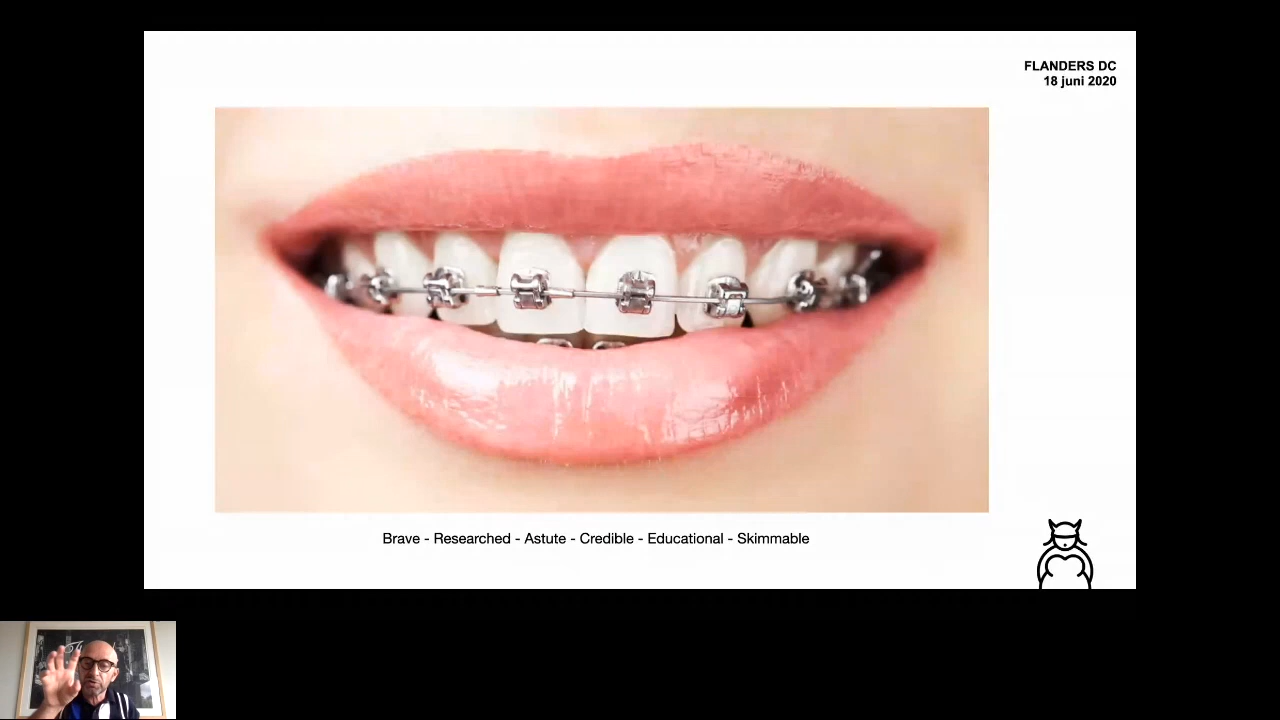 FLANDERS DC
18 juni 2020
Brave - Researched - Astute - Credible - Educational - Skimmable